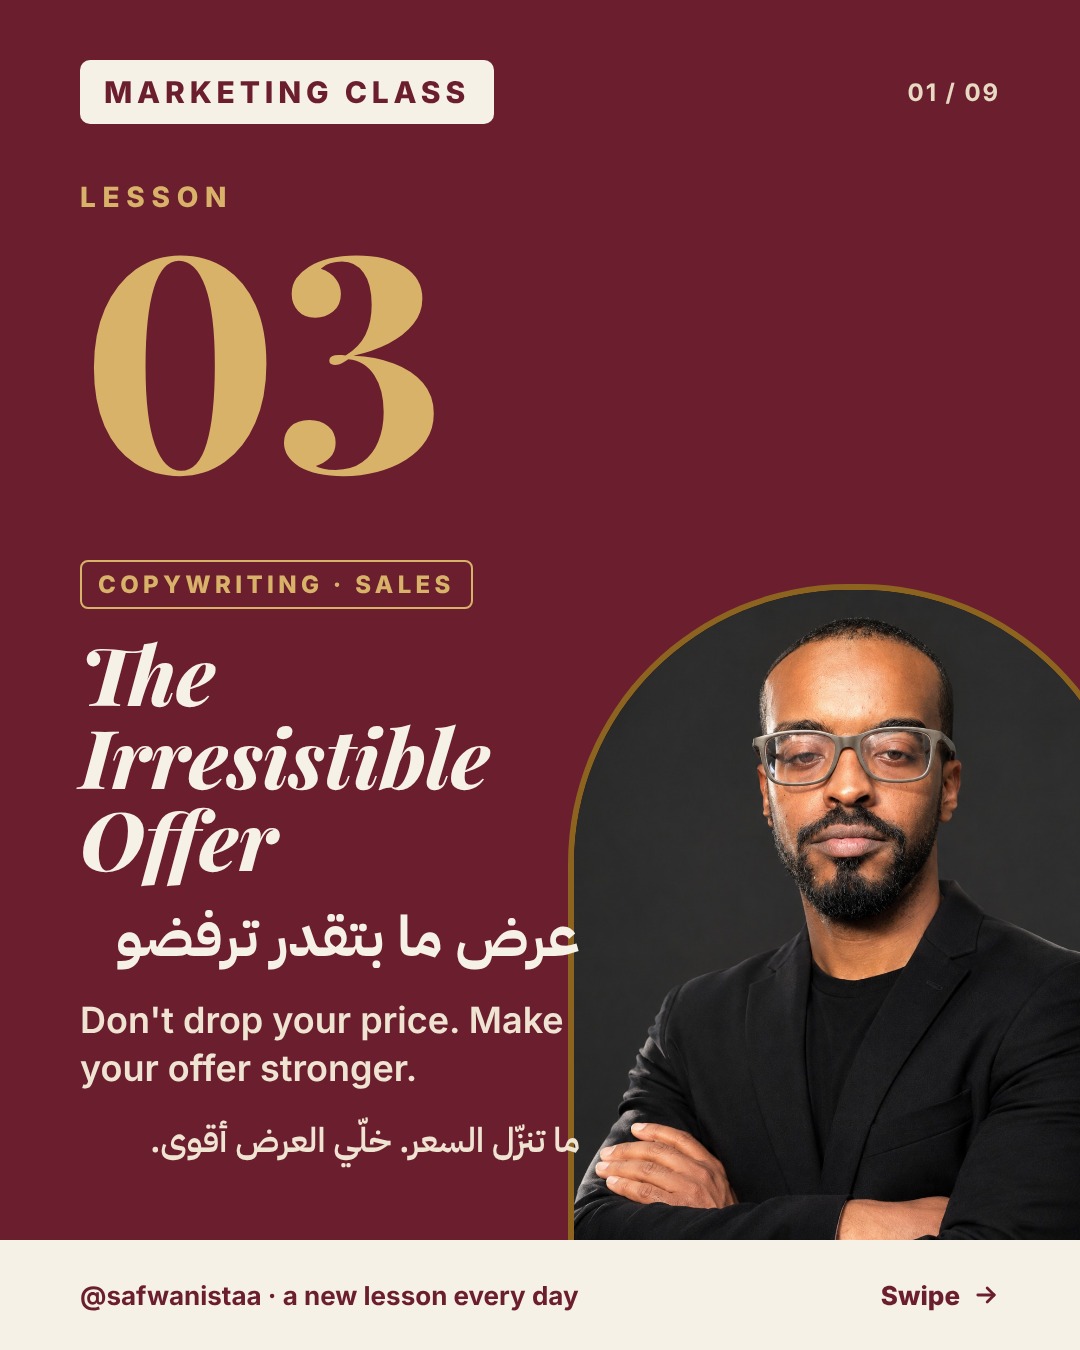 MARKETING CLASS
01 / 09
LESSON
03
COPYWRITING · SALES
The
Irresistible
Offer
عرض ما بتقدر ترفضو
Don't drop your price. Make
your offer stronger.
ما تنزّل السعر. خلّي العرض أقوى.
@safwanistaa · a new lesson every day
Swipe →